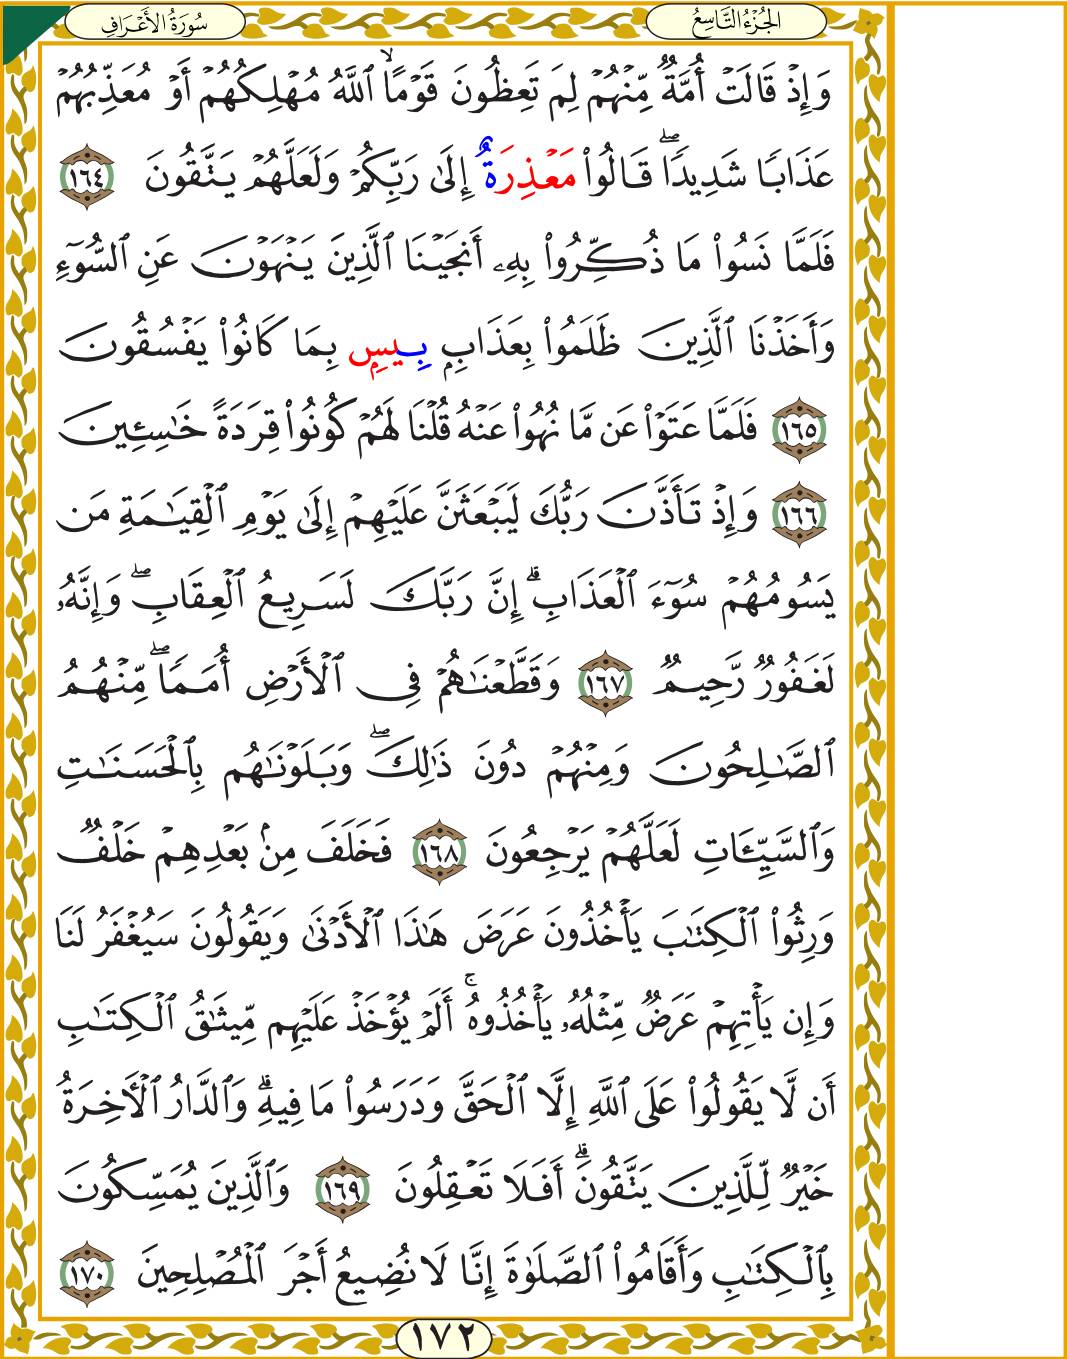 الجُزْءُ التَّاسِعُ
سُورَةُ الأَعْرَافِ
وَإِذْ قَالَتْ أُمَّةٌ مِّنْهُمْ لِمَ تَعِظُونَ قَوْمًاۙ ٱللَّهُ مُهْلِكُهُمْ أَوْ مُعَذِّبُهُمْ
عَذَابًا شَدِيدًاۖ قَالُوا۟ مَعْذِرَةٌ إِلَىٰ رَبِّكُمْ وَلَعَلَّهُمْ يَتَّقُونَ ١٦٤
فَلَمَّا نَسُوا۟ مَا ذُكِّرُوا۟ بِهِۦٓ أَنجَيْنَا ٱلَّذِينَ يَنْهَوْنَ عَنِ ٱلسُّوٓءِ
وَأَخَذْنَا ٱلَّذِينَ ظَلَمُوا۟ بِعَذَابٍ بِيسٍ بِمَا كَانُوا۟ يَفْسُقُونَ
١٦٥ فَلَمَّا عَتَوْا۟ عَن مَّا نُهُوا۟ عَنْهُ قُلْنَا لَهُمْ كُونُوا۟ قِرَدَةً خَٰسِـِٔينَ
١٦٦ وَإِذْ تَأَذَّنَ رَبُّكَ لَيَبْعَثَنَّ عَلَيْهِمْ إِلَىٰ يَوْمِ ٱلْقِيَٰمَةِ مَن
يَسُومُهُمْ سُوٓءَ ٱلْعَذَابِۗ إِنَّ رَبَّكَ لَسَرِيعُ ٱلْعِقَابِۖ وَإِنَّهُۥ
لَغَفُورٌ رَّحِيمٌ ١٦٧ وَقَطَّعْنَٰهُمْ فِى ٱلْأَرْضِ أُمَمًاۖ مِّنْهُمُ
ٱلصَّٰلِحُونَ وَمِنْهُمْ دُونَ ذَٰلِكَۖ وَبَلَوْنَٰهُم بِٱلْحَسَنَٰتِ
وَٱلسَّيِّـَٔاتِ لَعَلَّهُمْ يَرْجِعُونَ ١٦٨ فَخَلَفَ مِنۢ بَعْدِهِمْ خَلْفٌ
وَرِثُوا۟ ٱلْكِتَٰبَ يَأْخُذُونَ عَرَضَ هَٰذَا ٱلْأَدْنَىٰ وَيَقُولُونَ سَيُغْفَرُ لَنَا
وَإِن يَأْتِهِمْ عَرَضٌ مِّثْلُهُۥ يَأْخُذُوهُۚ أَلَمْ يُؤْخَذْ عَلَيْهِم مِّيثَٰقُ ٱلْكِتَٰبِ
أَن لَّا يَقُولُوا۟ عَلَى ٱللَّهِ إِلَّا ٱلْحَقَّ وَدَرَسُوا۟ مَا فِيهِۗ وَٱلدَّارُ ٱلْـَٔاخِرَةُ
خَيْرٌ لِّلَّذِينَ يَتَّقُونَۗ أَفَلَا تَعْقِلُونَ ١٦٩ وَٱلَّذِينَ يُمَسِّكُونَ
بِٱلْكِتَٰبِ وَأَقَامُوا۟ ٱلصَّلَوٰةَ إِنَّا لَا نُضِيعُ أَجْرَ ٱلْمُصْلِحِينَ ١٧٠
١٧٢